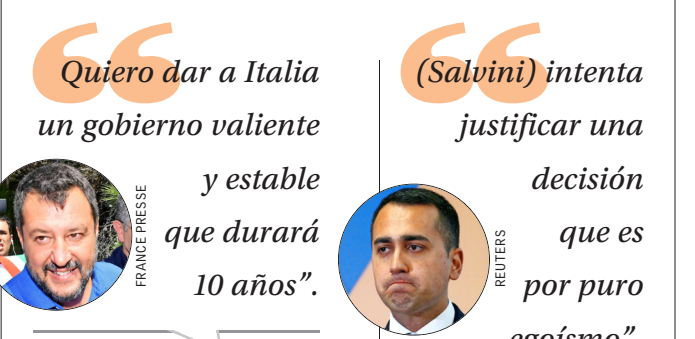 Quiero dar a Italia
un gobierno valiente
y estable
que durará
10 años”.
FRANCE PRESSE
(Salvini) intenta
justificar una
decisión
que es
por puro
egoísmo”.
REUTERS